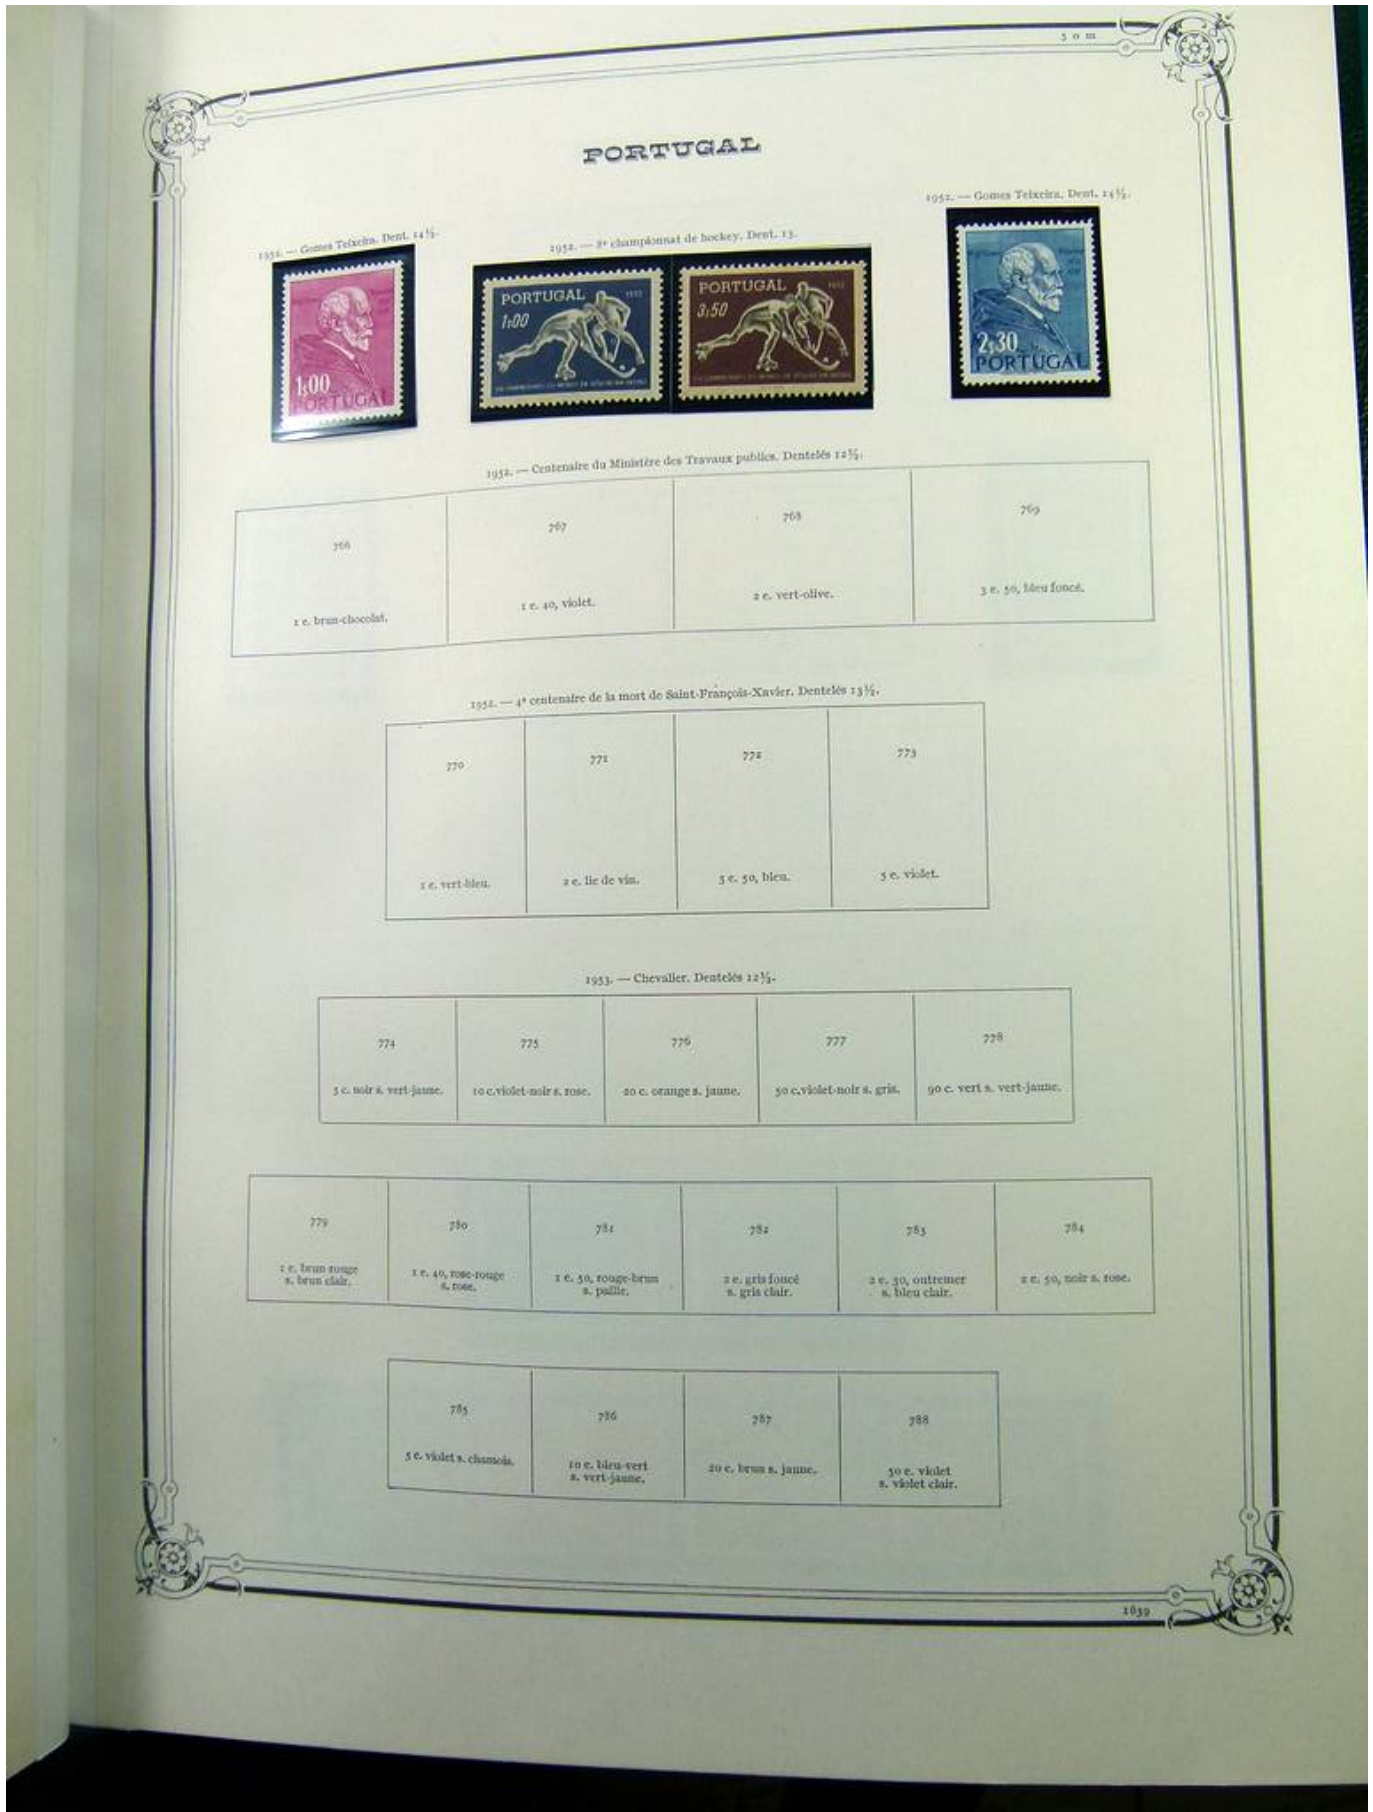 50 m
PORTUGAL
1952. — Gomes Teixeira. Dent. 14½.
1952. — 8e championnat de hockey. Dent. 13.
1952. — Gomes Teixeira. Dent. 14½.
1$00
PORTUGAL
PORTUGAL 1952
1$00
PORTUGAL 1952
3$50
2$30
PORTUGAL
1952. — Centenaire du Ministère des Travaux publics. Dentelés 12½.
766
767
768
769
1 e. brun-chocolat.
1 e. 40, violet.
2 e. vert-olive.
3 e. 50, bleu foncé.
1952. — 4e centenaire de la mort de Saint-François-Xavier. Dentelés 13½.
770
771
772
773
1 e. vert-bleu.
2 e. lie de vin.
3 e. 50, bleu.
5 e. violet.
1953. — Chevalier. Dentelés 12½.
774
775
776
777
778
5 c. noir s. vert-jaune.
10 c. violet-noir s. rose.
20 c. orange s. jaune.
50 c. violet-noir s. gris.
90 c. vert s. vert-jaune.
779
780
781
782
783
784
1 e. brun-rouge
s. brun clair.
1 e. 40, rose-rouge
s. rose.
1 e. 50, rouge-brun
s. paille.
2 e. gris foncé
s. gris clair.
2 e. 30, outremer
s. bleu clair.
2 e. 50, noir s. rose.
785
786
787
788
5 e. violet s. chamois.
10 e. bleu-vert
s. vert-jaune.
20 e. brun s. jaune.
50 e. violet
s. violet clair.
1639